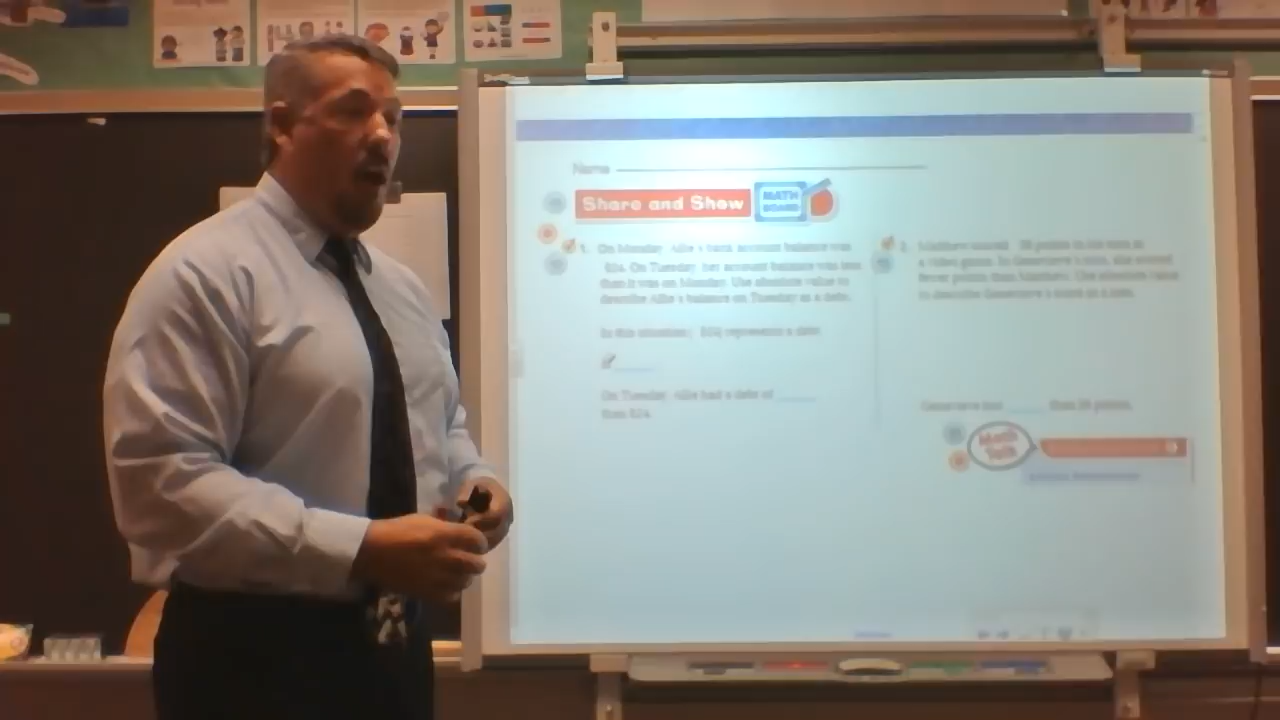 Name
Share and Show
MATH BOARD
1. On Monday, Allie's bank account balance was
$24. On Tuesday, her account balance was less
than it was on Monday. Use absolute value to
describe Allie's balance on Tuesday as a debt.
In this situation, $24 represents a debt
On Tuesday, Allie had a debt of
than $24.
2. Matthew scored 36 points in his turn at
a video game. In Genevieve's turn, she scored
fewer points than Matthew. Use absolute value
to describe Genevieve's score as a loss.
Genevieve lost than 36 points.
Math Talk